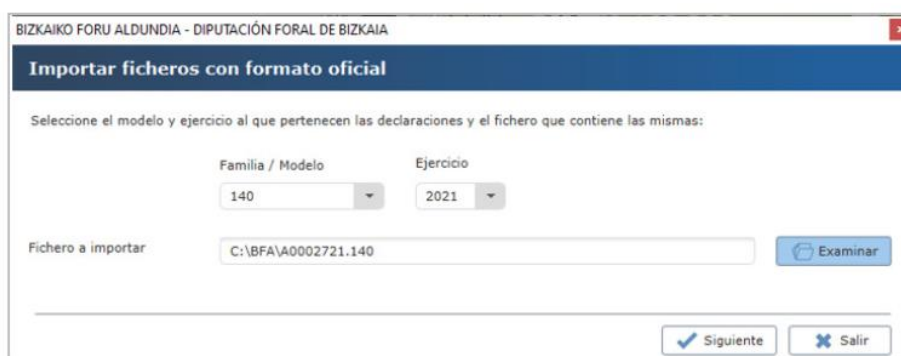 BIZKAIKO FORU ALDUNDIA - DIPUTACIÓN FORAL DE BIZKAIA
Importar ficheros con formato oficial
Seleccione el modelo y ejercicio al que pertenecen las declaraciones y el fichero que contiene las mismas:
Familia / Modelo Ejercicio
140 2021
Fichero a importar C:\BFA\A0002721.140 Examinar
Siguiente Salir